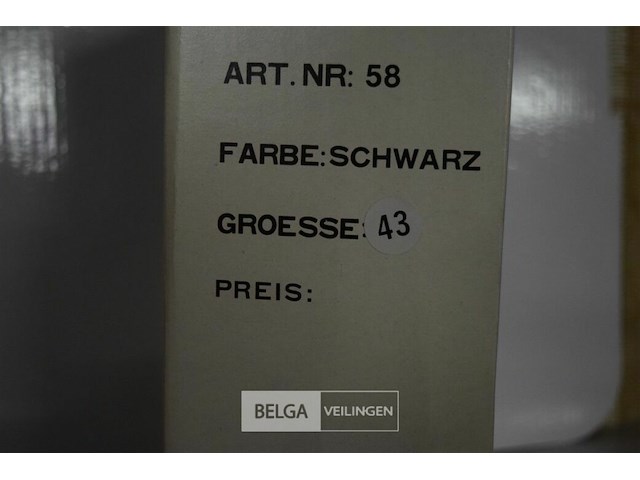 ART.NR: 58
FARBE:SCHWARZ
GROESSE: 43
PREIS:
BELGA VEILINGEN